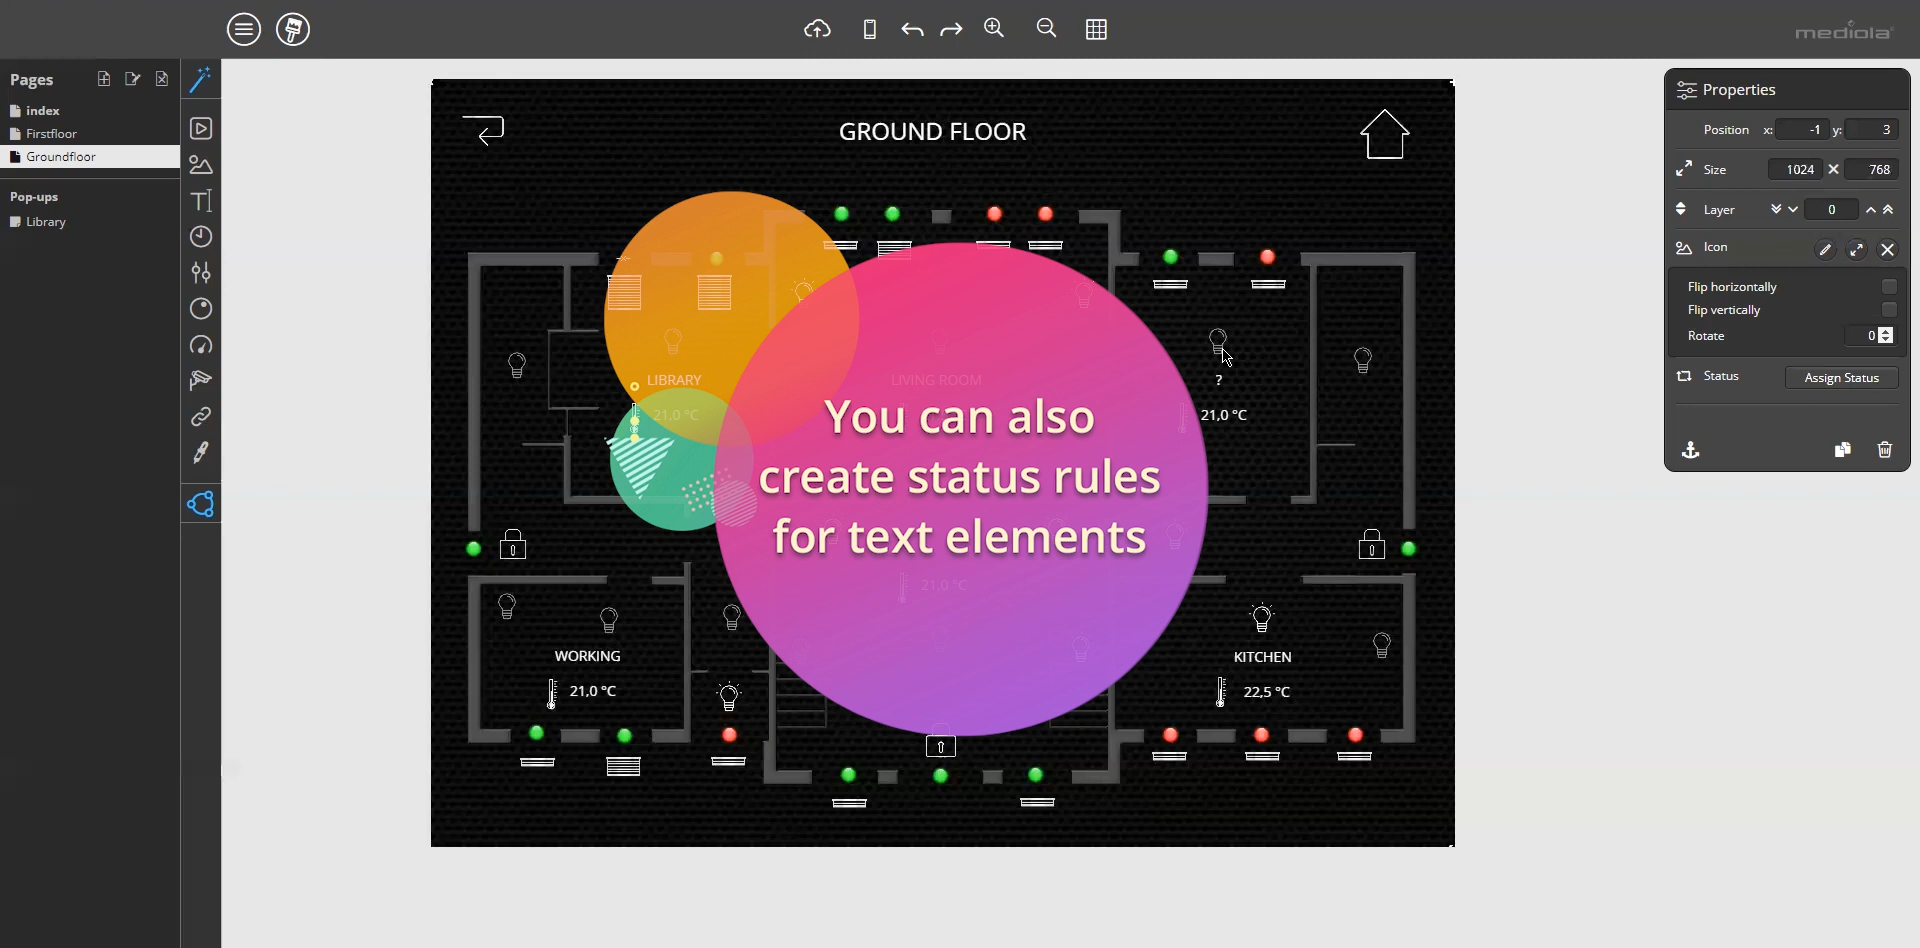 mediola
Pages
index
Firstfloor
Groundfloor
Pop-ups
Library
GROUND FLOOR
LIBRARY
21,0 °C
LIVING ROOM
?
21,0 °C
You can also
create status rules
for text elements
21,0 °C
WORKING
21,0 °C
KITCHEN
22,5 °C
Properties
Position x: -1 y: 3
Size 1024 × 768
Layer 0
Icon
Flip horizontally
Flip vertically
Rotate 0
Status Assign Status